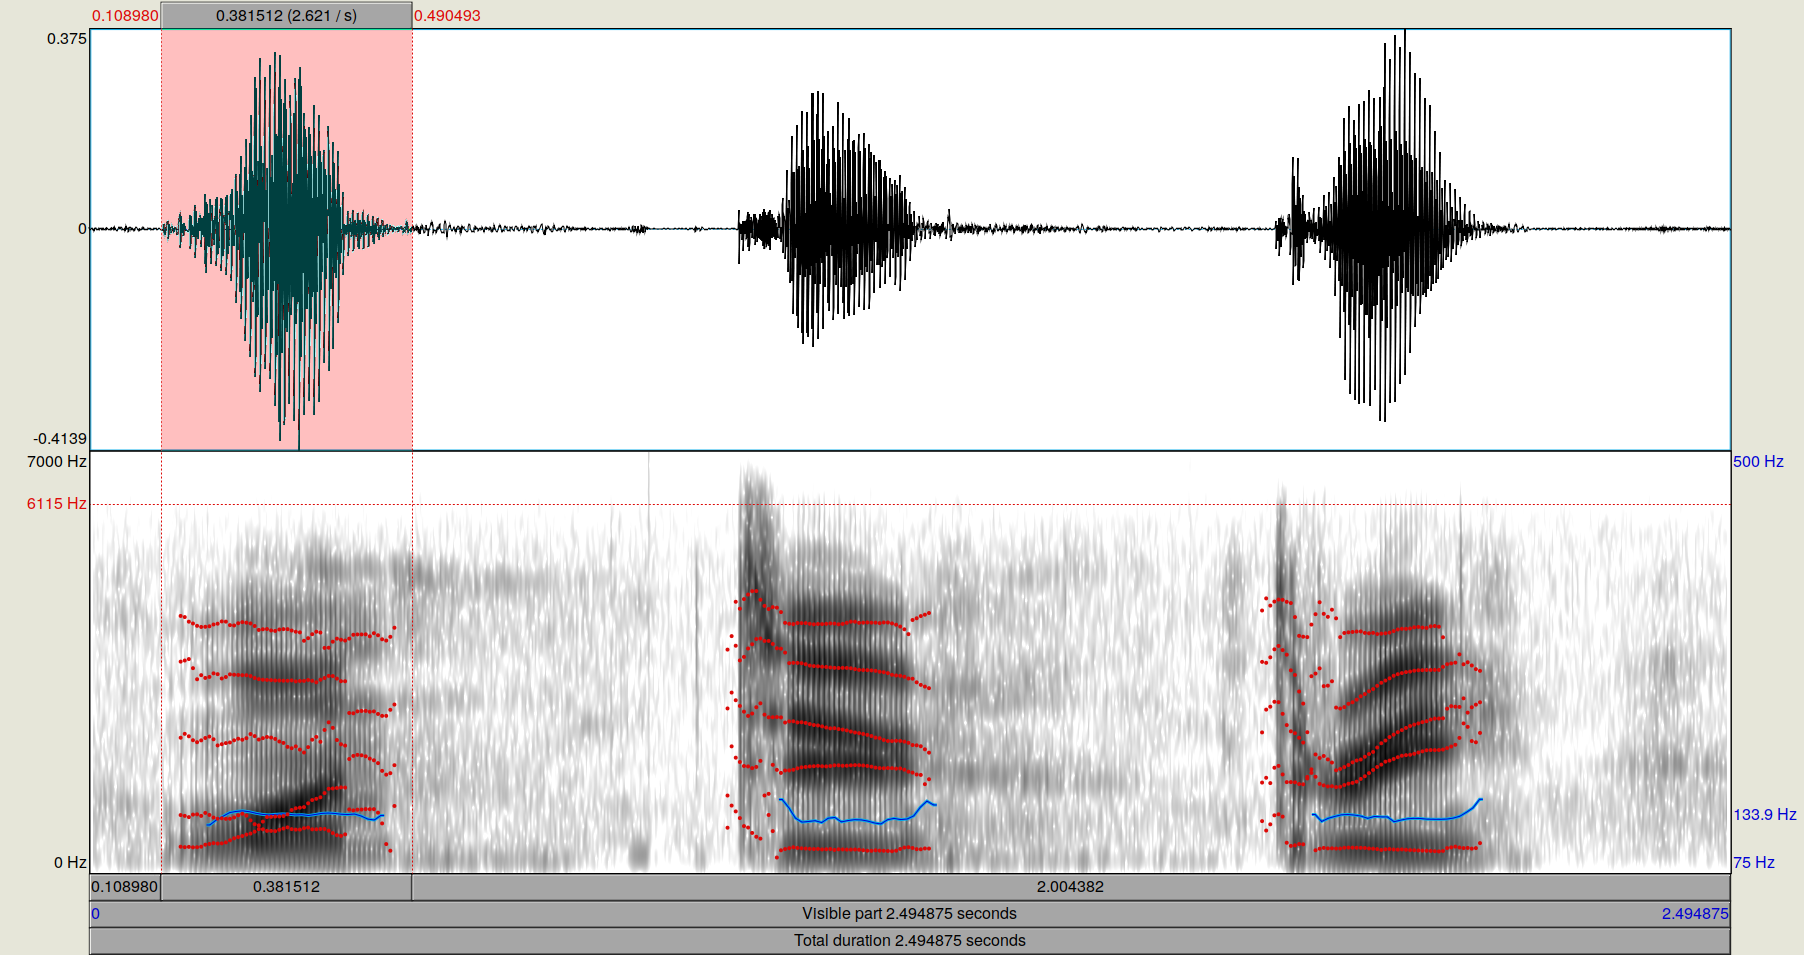 0.108980 0.381512 (2.621 / s) 0.490493
0.375
0
-0.4139
7000 Hz 500 Hz
6115 Hz
133.9 Hz
0 Hz 75 Hz
0.108980 0.381512 2.004382
0 Visible part 2.494875 seconds 2.494875
Total duration 2.494875 seconds